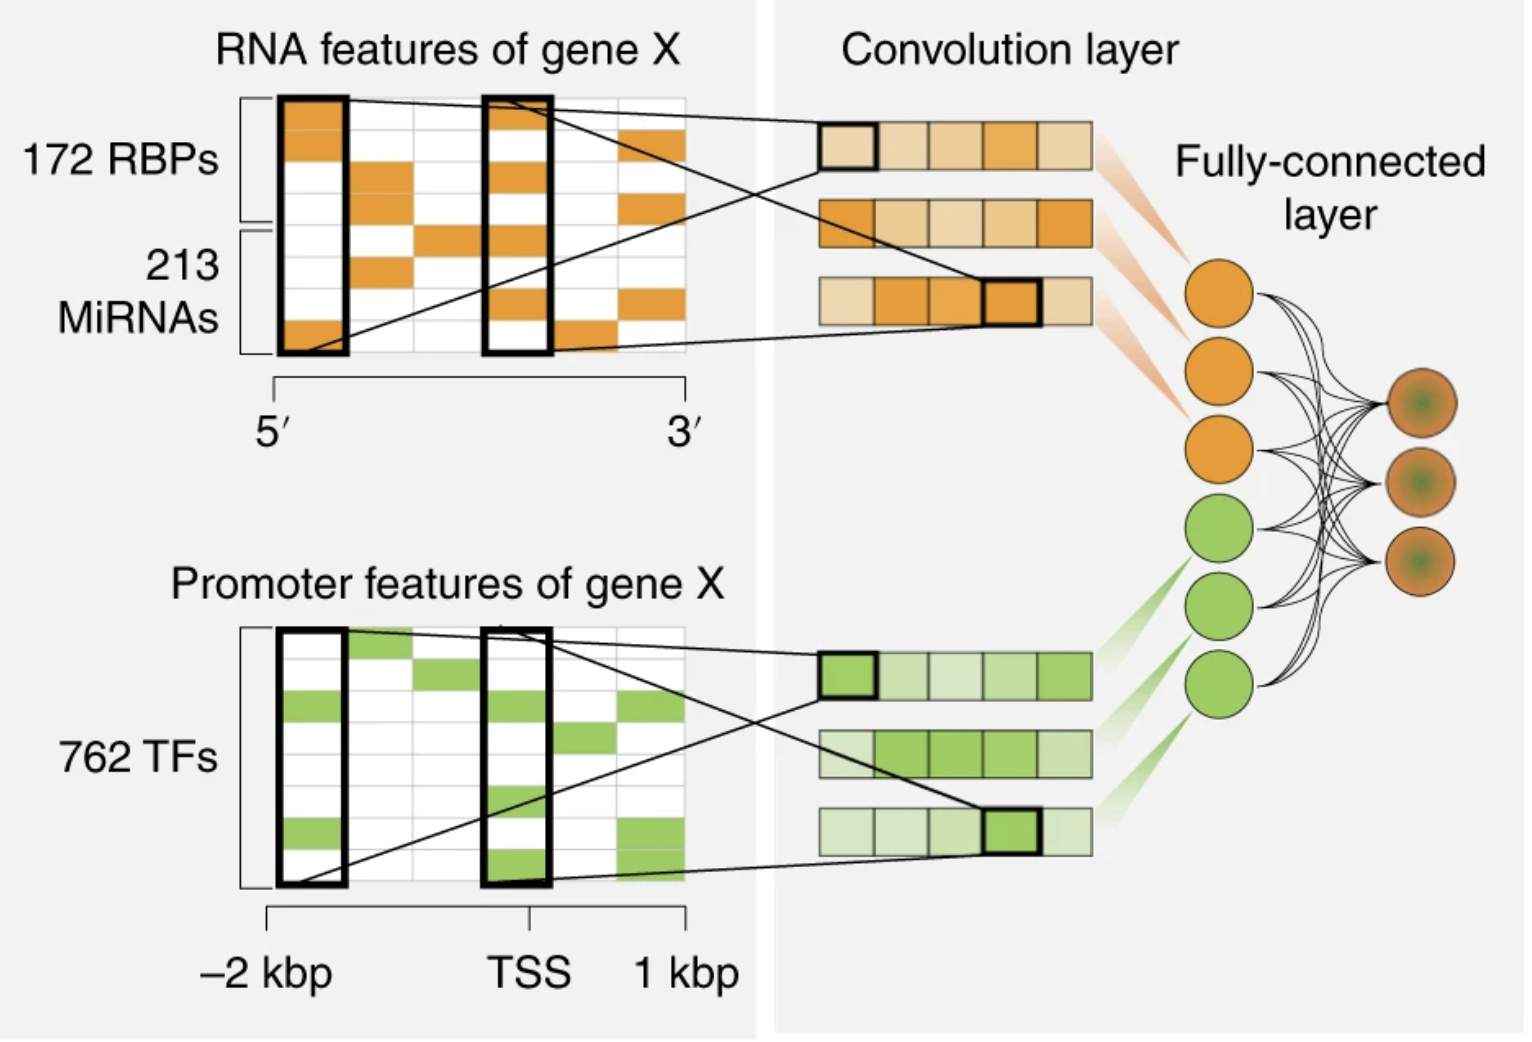 RNA features of gene X
172 RBPs
213
MiRNAs
5′
3′
Convolution layer
Fully-connected
layer
Promoter features of gene X
762 TFs
–2 kbp
TSS
1 kbp